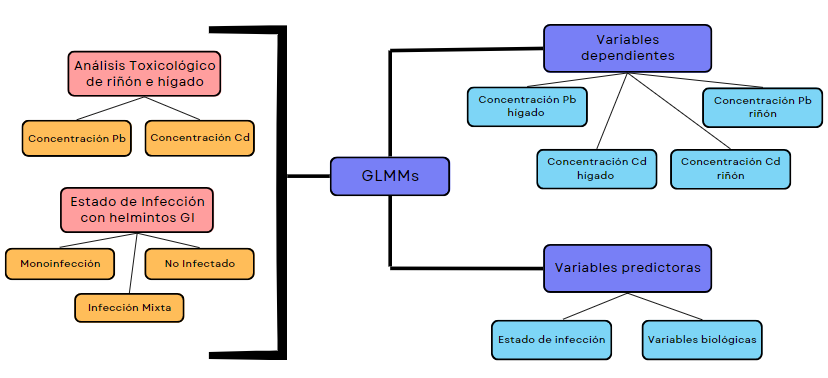 Análisis Toxicológico
de riñón e hígado
Concentración Pb
Concentración Cd
Estado de Infección
con helmintos GI
Monoinfección
No Infectado
Infección Mixta
GLMMs
Variables
dependientes
Concentración Pb
hígado
Concentración Pb
riñón
Concentración Cd
higado
Concentración Cd
riñón
Variables predictoras
Estado de infección
Variables biológicas